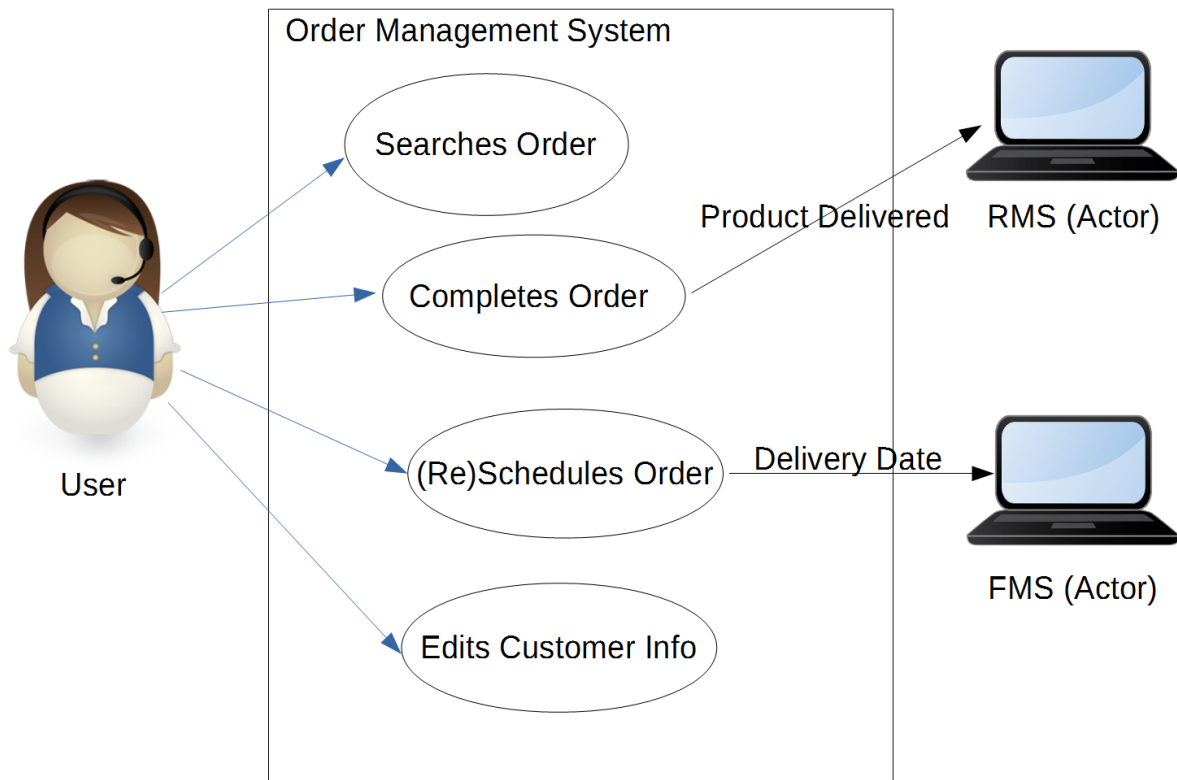 Order Management System
Searches Order
Product Delivered
RMS (Actor)
Completes Order
User
(Re)Schedules Order
Delivery Date
FMS (Actor)
Edits Customer Info